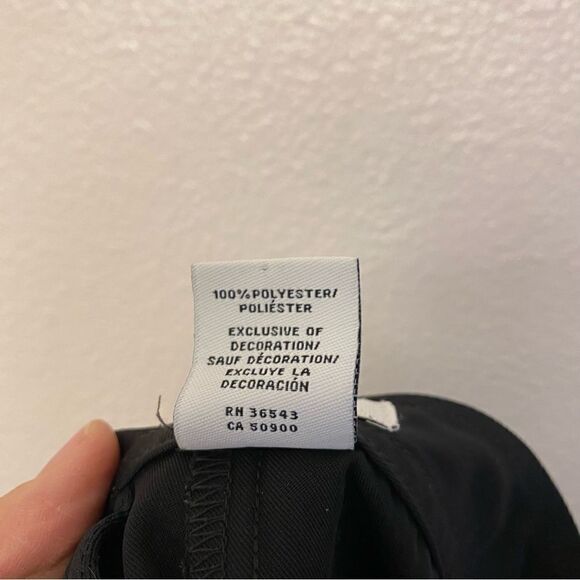 100% POLYESTER/
POLIÉSTER
EXCLUSIVE OF
DECORATION/
SAUF DÉCORATION/
EXCLUYE LA
DECORACIÓN
RN 36543
CA 50900